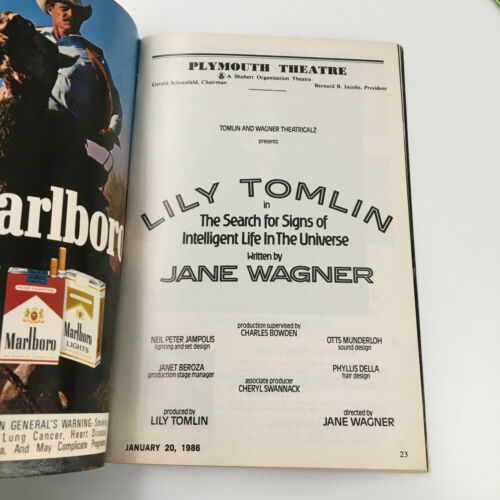 arlboro
Marlboro
Marlboro
LIGHTS
N GENERAL'S WARNING: Smoking
Lung Cancer, Heart Disease
a, And May Complicate
PLYMOUTH THEATRE
A Shubert Organization Theatre
Gerald Schoenfeld, Chairman
Bernard B. Jacobs, President
TOMLIN AND WAGNER THEATRICALZ
presents
LILY TOMLIN
in
The Search for Signs of
Intelligent Life In The Universe
Written by
JANE WAGNER
production supervised by
CHARLES BOWDEN
NEIL PETER JAMPOLIS
lighting and set design
OTTS MUNDERLOH
sound design
JANET BEROZA
production stage manager
PHYLLIS DELLA
hair design
associate producer
CHERYL SWANNACK
produced by
LILY TOMLIN
directed by
JANE WAGNER
JANUARY 20, 1986
23